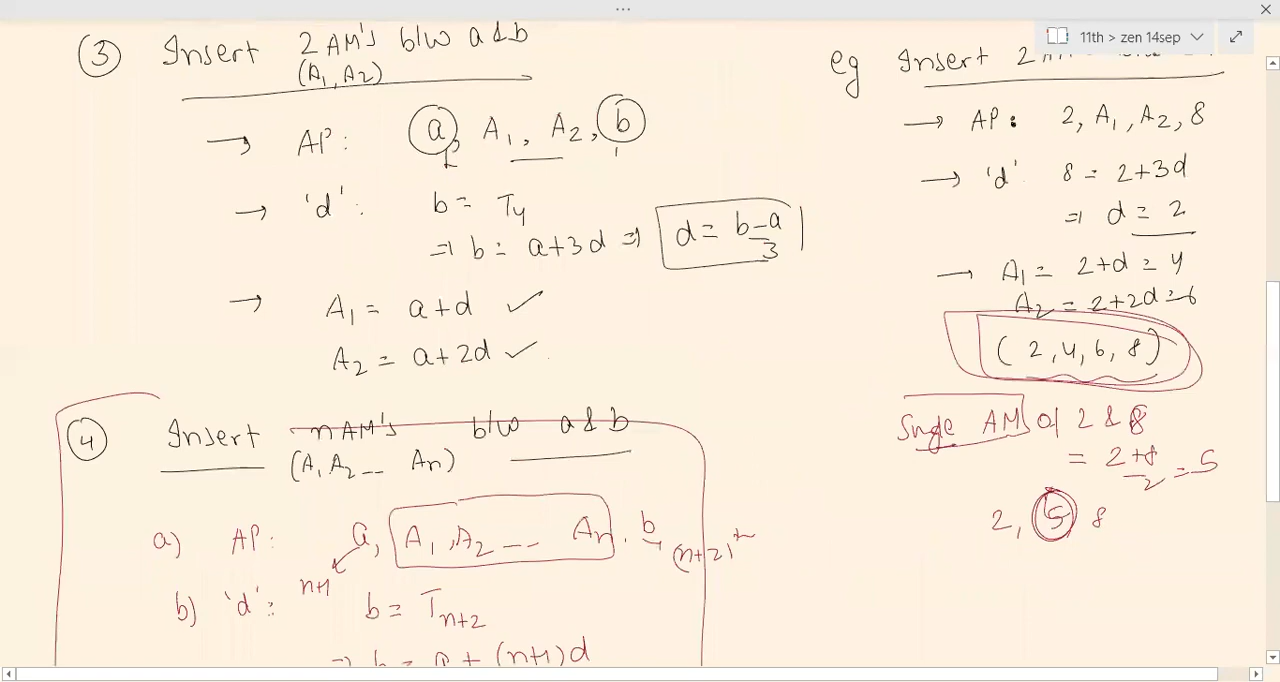 11th > zen 14sep
③ Insert 2 AM's b/w a & b
(A₁, A₂)
→ AP: a, A₁, A₂, b
→ 'd': b = T₄
⇒ b = a+3d ⇒ d = b-a/3
→ A₁ = a+d ✓
A₂ = a+2d ✓
④ Insert n AM's b/w a & b
(A₁ A₂ -- Aₙ)
a) AP: a, A₁, A₂ -- Aₙ, b
(n+2)
n+1
b) 'd': b = Tₙ₊₂
⇒ b = a + (n+1)d
eg Insert 2
→ AP: 2, A₁, A₂, 8
→ 'd' 8 = 2+3d
⇒ d = 2
→ A₁ = 2+d = 4
A₂ = 2+2d = 6
(2, 4, 6, 8)
Single AM of 2 & 8
= 2+8/2 = 5
2, 5 8